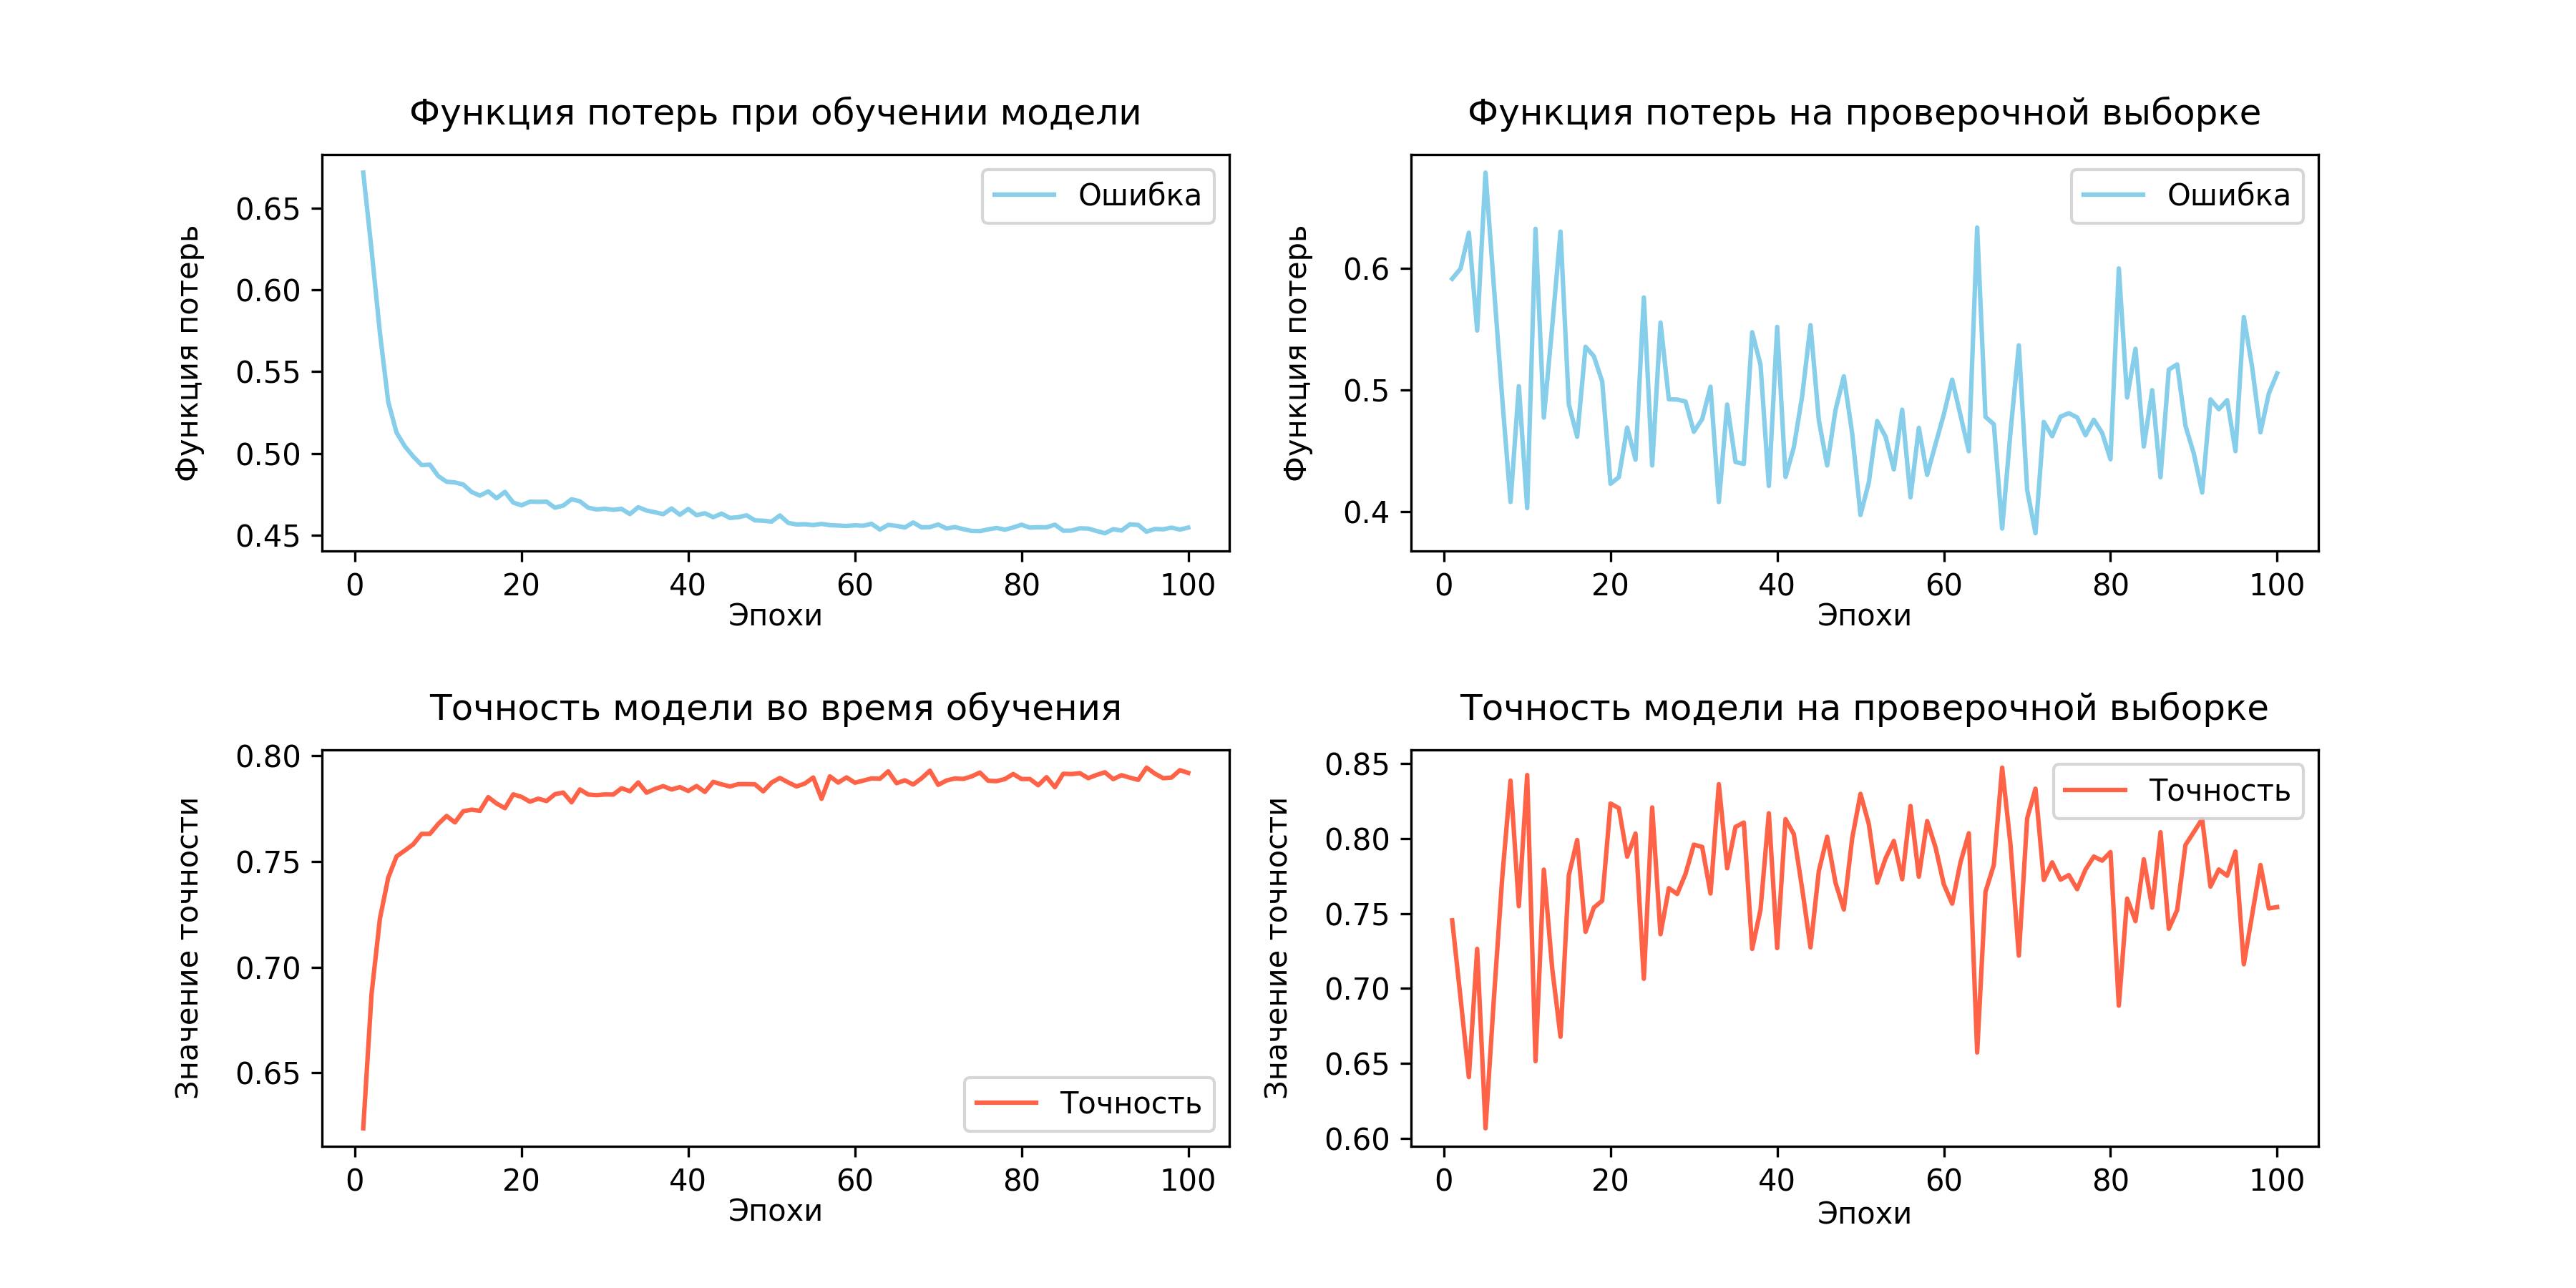 Функция потерь при обучении модели
Функция потерь
0.65
0.60
0.55
0.50
0.45
Ошибка
0 20 40 60 80 100
Эпохи
Функция потерь на проверочной выборке
Функция потерь
0.6
0.5
0.4
Ошибка
0 20 40 60 80 100
Эпохи
Точность модели во время обучения
Значение точности
0.80
0.75
0.70
0.65
Точность
0 20 40 60 80 100
Эпохи
Точность модели на проверочной выборке
Значение точности
0.85
0.80
0.75
0.70
0.65
0.60
Точность
0 20 40 60 80 100
Эпохи